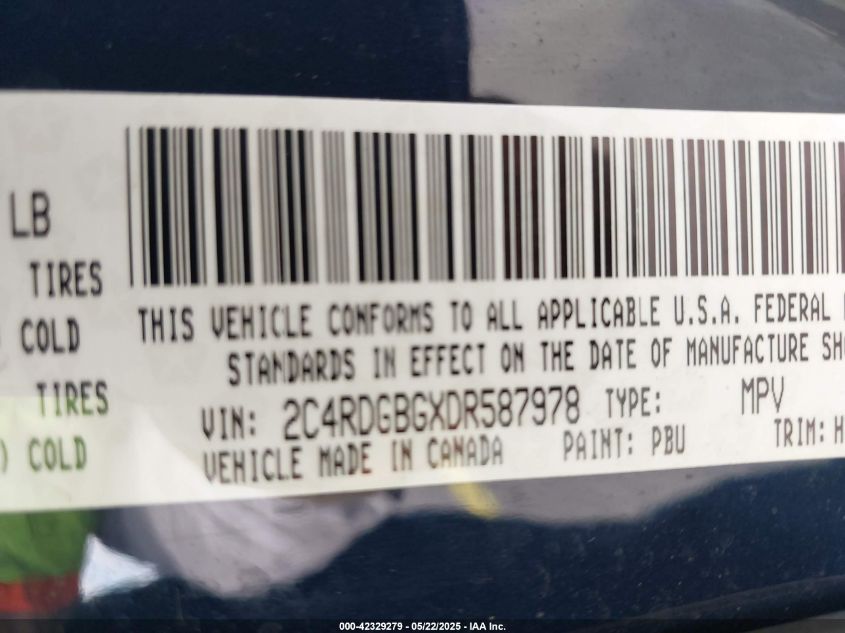 LB
TIRES
COLD
TIRES
) COLD
THIS VEHICLE CONFORMS TO ALL APPLICABLE U.S.A. FEDERAL
STANDARDS IN EFFECT ON THE DATE OF MANUFACTURE SHO
VIN: 2C4RDGBGXDR587978 TYPE: MPV
VEHICLE MADE IN CANADA PAINT: PBU TRIM: H
000-42329279 - 05/22/2025 - IAA Inc.